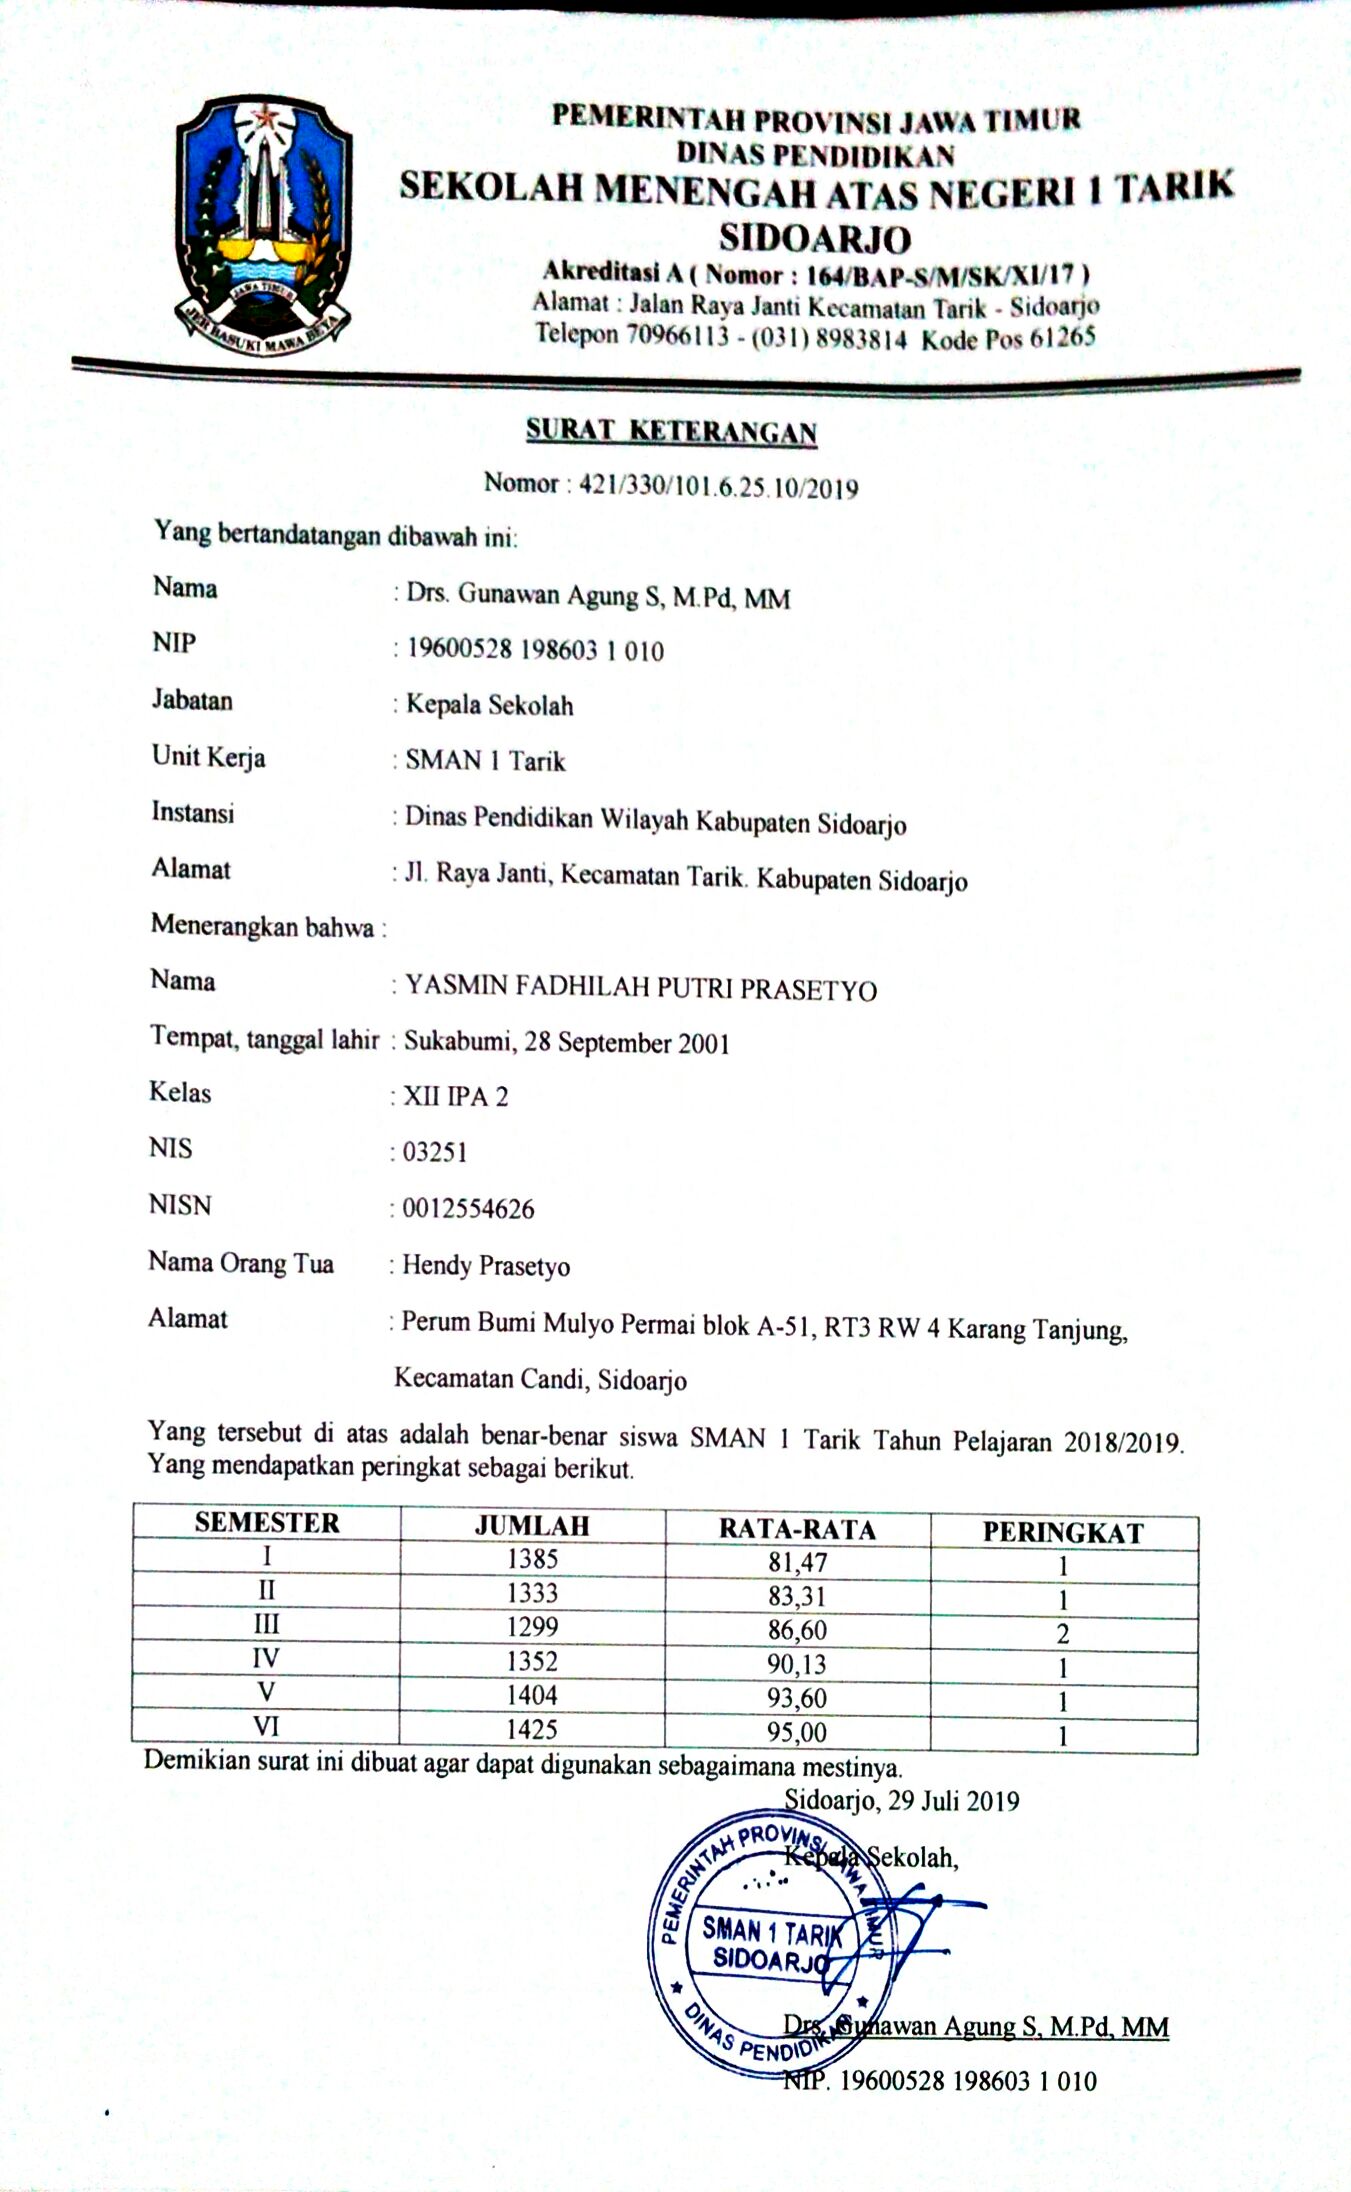 PEMERINTAH PROVINSI JAWA TIMUR
DINAS PENDIDIKAN
SEKOLAH MENENGAH ATAS NEGERI 1 TARIK
SIDOARJO
Akreditasi A ( Nomor : 164/BAP-S/M/SK/XI/17 )
Alamat : Jalan Raya Janti Kecamatan Tarik - Sidoarjo
Telepon 70966113 - (031) 8983814 Kode Pos 61265
JAWA TIMUR
JER BASUKI MAWA BEYA
SURAT KETERANGAN
Nomor : 421/330/101.6.25.10/2019
Yang bertandatangan dibawah ini:
Nama : Drs. Gunawan Agung S, M.Pd, MM
NIP : 19600528 198603 1 010
Jabatan : Kepala Sekolah
Unit Kerja : SMAN 1 Tarik
Instansi : Dinas Pendidikan Wilayah Kabupaten Sidoarjo
Alamat : Jl. Raya Janti, Kecamatan Tarik. Kabupaten Sidoarjo
Menerangkan bahwa :
Nama : YASMIN FADHILAH PUTRI PRASETYO
Tempat, tanggal lahir : Sukabumi, 28 September 2001
Kelas : XII IPA 2
NIS : 03251
NISN : 0012554626
Nama Orang Tua : Hendy Prasetyo
Alamat : Perum Bumi Mulyo Permai blok A-51, RT3 RW 4 Karang Tanjung,
Kecamatan Candi, Sidoarjo
Yang tersebut di atas adalah benar-benar siswa SMAN 1 Tarik Tahun Pelajaran 2018/2019.
Yang mendapatkan peringkat sebagai berikut.
SEMESTER JUMLAH RATA-RATA PERINGKAT
I 1385 81,47 1
II 1333 83,31 1
III 1299 86,60 2
IV 1352 90,13 1
V 1404 93,60 1
VI 1425 95,00 1
Demikian surat ini dibuat agar dapat digunakan sebagaimana mestinya.
Sidoarjo, 29 Juli 2019
Kepala Sekolah,
PEMERINTAH PROVINSI JAWA TIMUR
SMAN 1 TARIK
SIDOARJO
DINAS PENDIDIKAN
Drs. Gunawan Agung S, M.Pd, MM
NIP. 19600528 198603 1 010